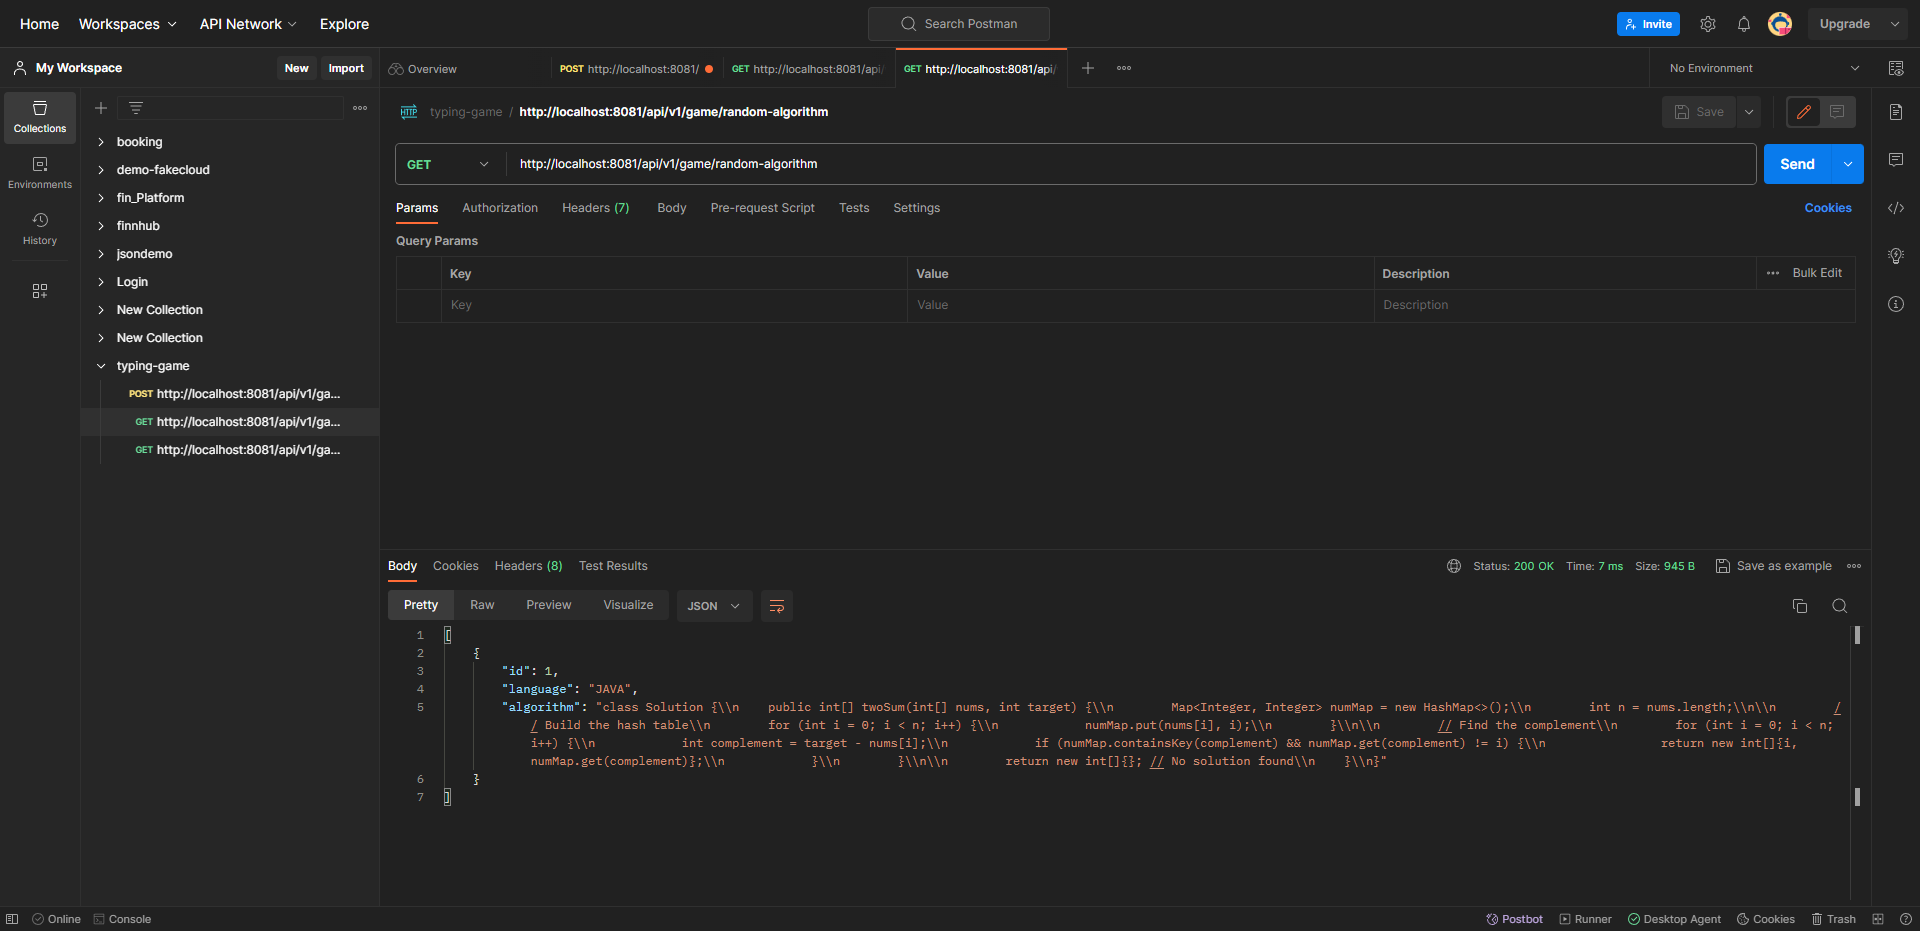 Home Workspaces API Network Explore Search Postman Invite Upgrade
My Workspace New Import Overview POST http://localhost:8081/ GET http://localhost:8081/api/ GET http://localhost:8081/api/ No Environment
Collections
Environments
History
booking
demo-fakecloud
fin_Platform
finnhub
jsondemo
Login
New Collection
New Collection
typing-game
POST http://localhost:8081/api/v1/ga...
GET http://localhost:8081/api/v1/ga...
GET http://localhost:8081/api/v1/ga...
HTTP typing-game / http://localhost:8081/api/v1/game/random-algorithm Save
GET http://localhost:8081/api/v1/game/random-algorithm Send
Params Authorization Headers (7) Body Pre-request Script Tests Settings Cookies
Query Params
Key Value Description Bulk Edit
Key Value Description
Body Cookies Headers (8) Test Results Status: 200 OK Time: 7 ms Size: 945 B Save as example
Pretty Raw Preview Visualize JSON
1 [
2 {
3 "id": 1,
4 "language": "JAVA",
5 "algorithm": "class Solution {\\n    public int[] twoSum(int[] nums, int target) {\\n        Map<Integer, Integer> numMap = new HashMap<>();\\n        int n = nums.length;\\n\\n        /
/ Build the hash table\\n        for (int i = 0; i < n; i++) {\\n            numMap.put(nums[i], i);\\n        }\\n\\n        // Find the complement\\n        for (int i = 0; i < n;
i++) {\\n            int complement = target - nums[i];\\n            if (numMap.containsKey(complement) && numMap.get(complement) != i) {\\n                return new int[]{i,
numMap.get(complement)};\\n            }\\n        }\\n\\n        return new int[]{}; // No solution found\\n    }\\n}"
6 }
7 ]
Online Console Postbot Runner Desktop Agent Cookies Trash